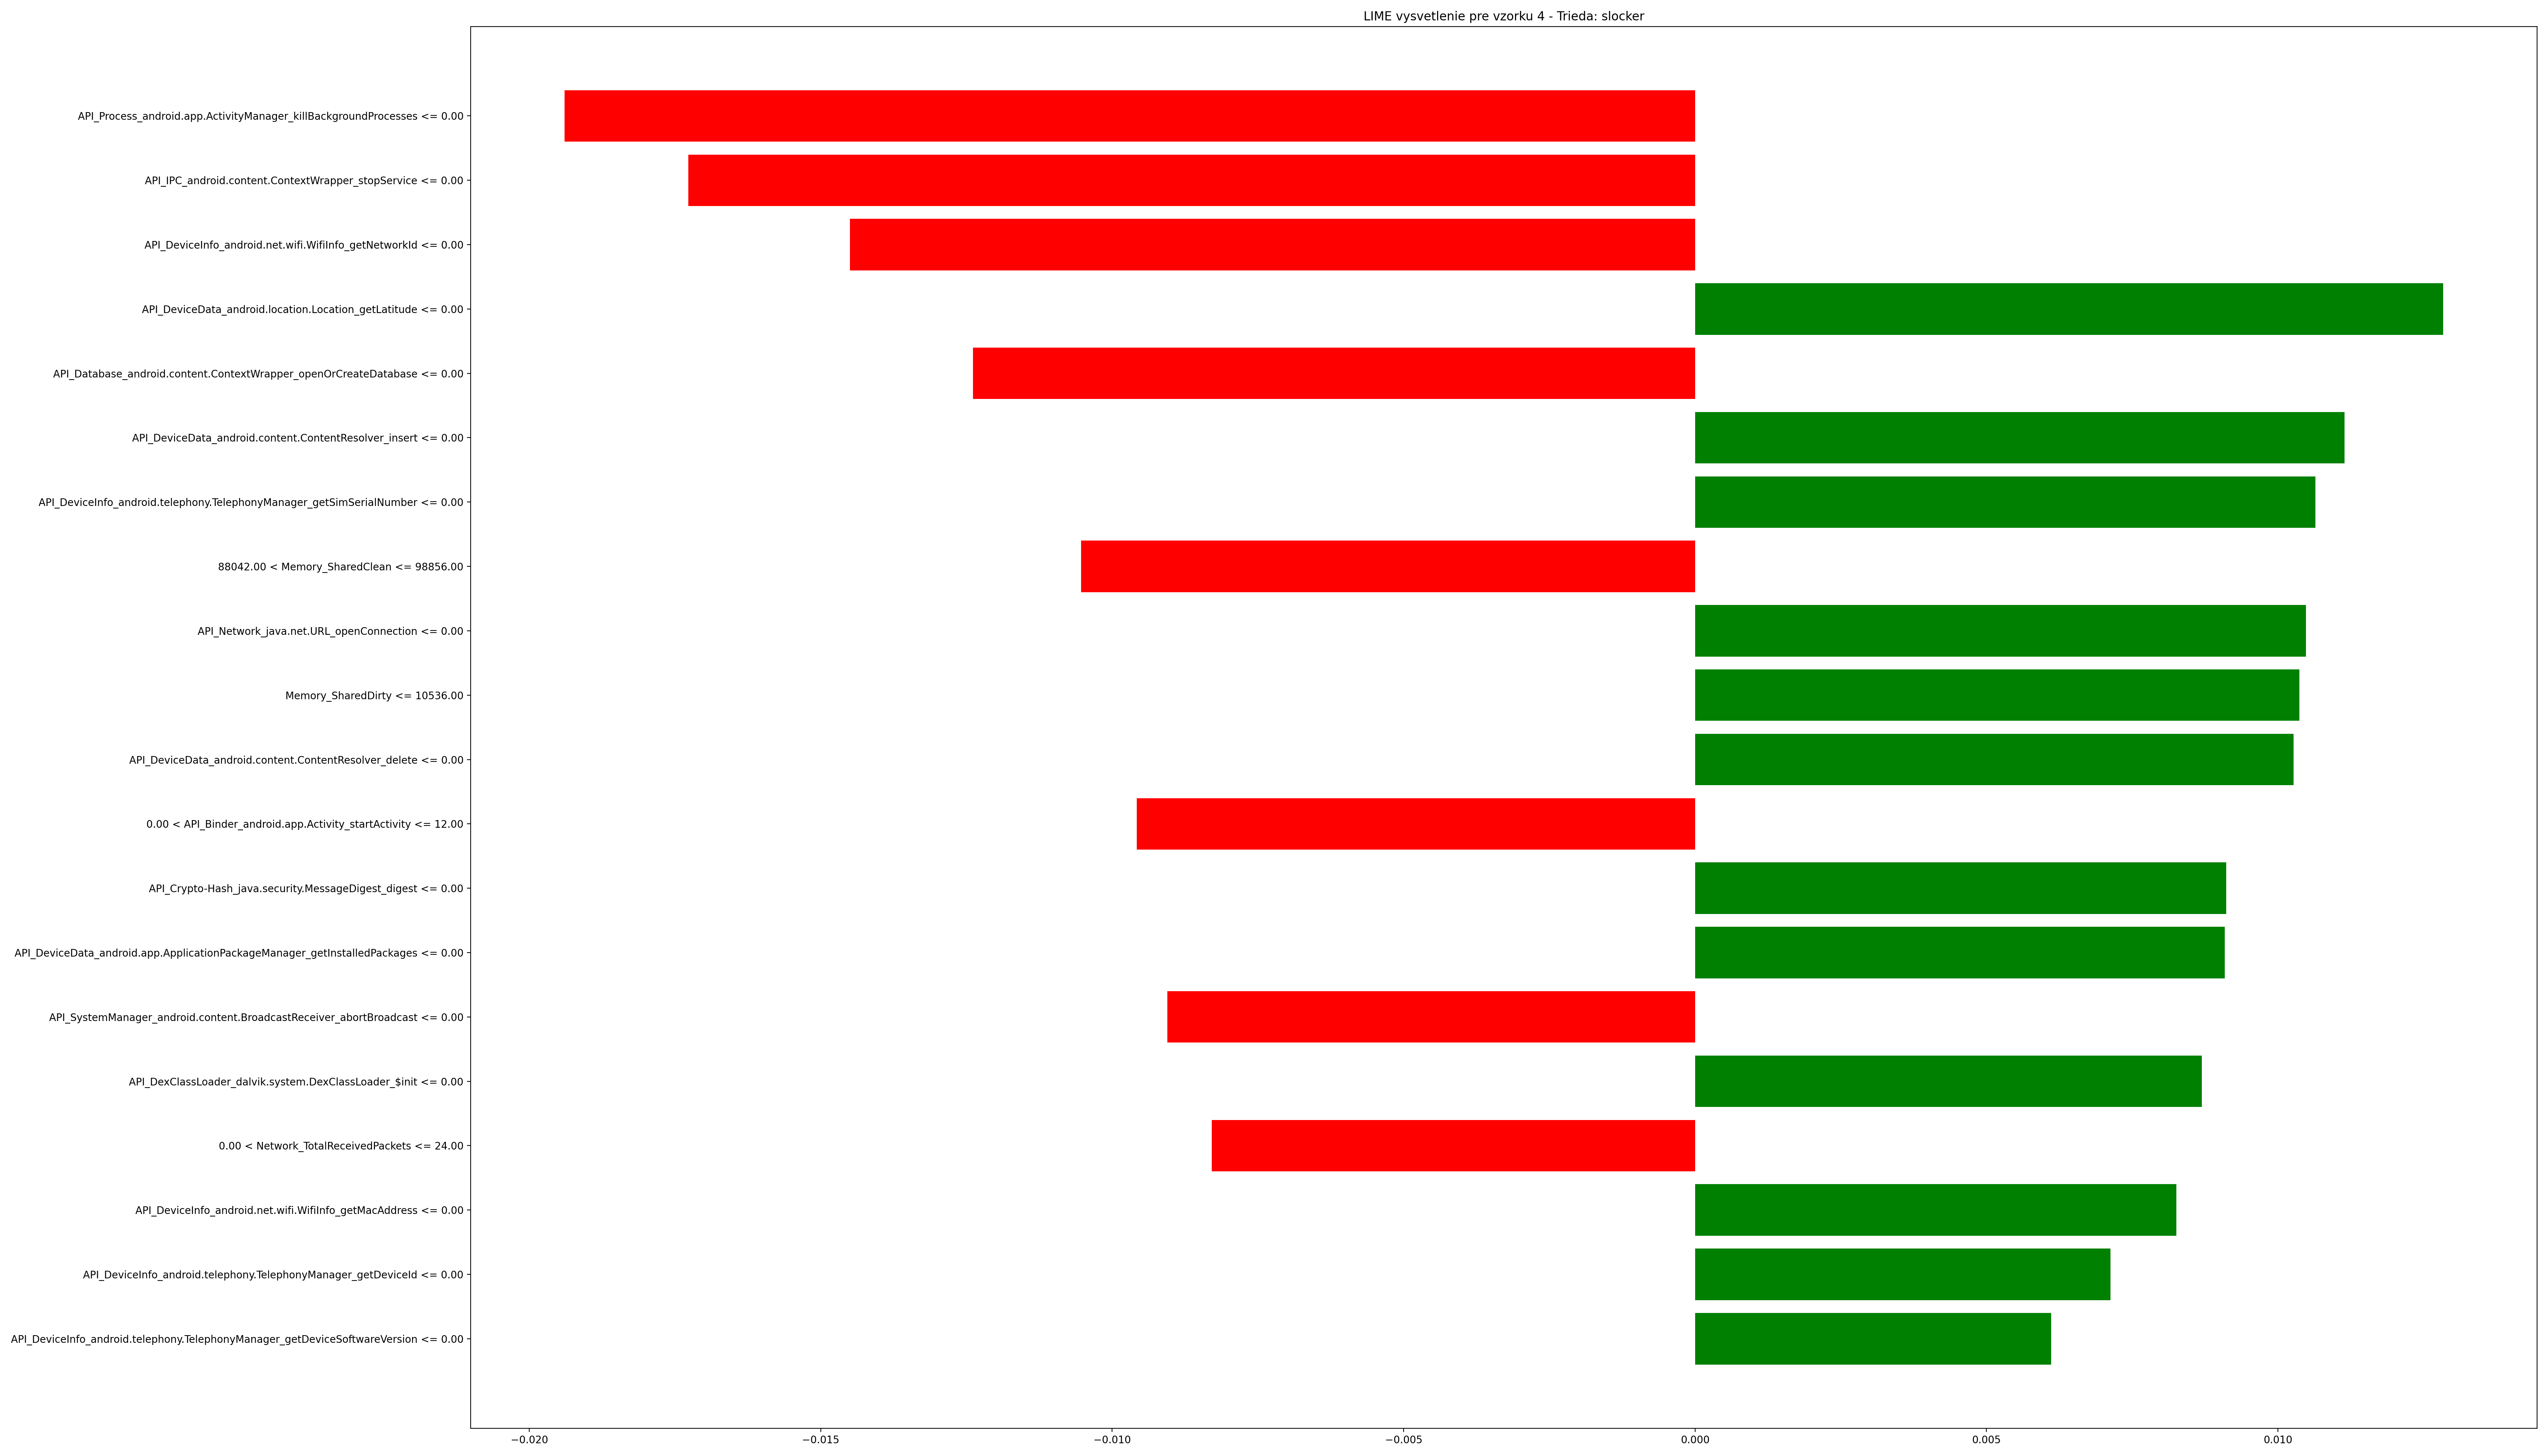 LIME vysvetlenie pre vzorku 4 - Trieda: slocker
API_Process_android.app.ActivityManager_killBackgroundProcesses <= 0.00
API_IPC_android.content.ContextWrapper_stopService <= 0.00
API_DeviceInfo_android.net.wifi.WifiInfo_getNetworkId <= 0.00
API_DeviceData_android.location.Location_getLatitude <= 0.00
API_Database_android.content.ContextWrapper_openOrCreateDatabase <= 0.00
API_DeviceData_android.content.ContentResolver_insert <= 0.00
API_DeviceInfo_android.telephony.TelephonyManager_getSimSerialNumber <= 0.00
88042.00 < Memory_SharedClean <= 98856.00
API_Network_java.net.URL_openConnection <= 0.00
Memory_SharedDirty <= 10536.00
API_DeviceData_android.content.ContentResolver_delete <= 0.00
0.00 < API_Binder_android.app.Activity_startActivity <= 12.00
API_Crypto-Hash_java.security.MessageDigest_digest <= 0.00
API_DeviceData_android.app.ApplicationPackageManager_getInstalledPackages <= 0.00
API_SystemManager_android.content.BroadcastReceiver_abortBroadcast <= 0.00
API_DexClassLoader_dalvik.system.DexClassLoader_$init <= 0.00
0.00 < Network_TotalReceivedPackets <= 24.00
API_DeviceInfo_android.net.wifi.WifiInfo_getMacAddress <= 0.00
API_DeviceInfo_android.telephony.TelephonyManager_getDeviceId <= 0.00
API_DeviceInfo_android.telephony.TelephonyManager_getDeviceSoftwareVersion <= 0.00
−0.020 −0.015 −0.010 −0.005 0.000 0.005 0.010